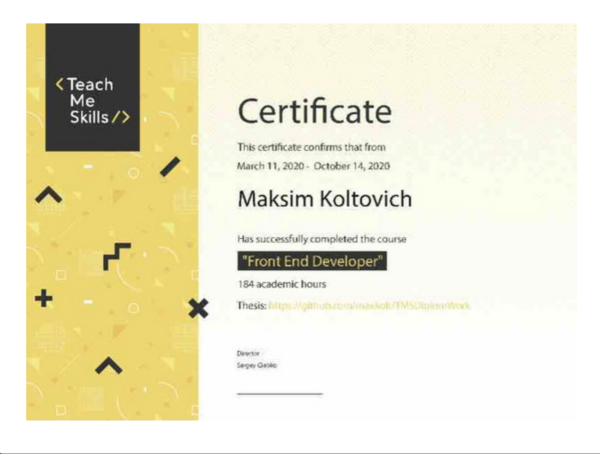 <Teach
Me
Skills/>
Certificate
This certificate confirms that from
March 11, 2020 - October 14, 2020
Maksim Koltovich
Has successfully completed the course
"Front End Developer"
184 academic hours
Thesis: https://github.com/maxkolt/TMSDiplomWork
Director
Sergey